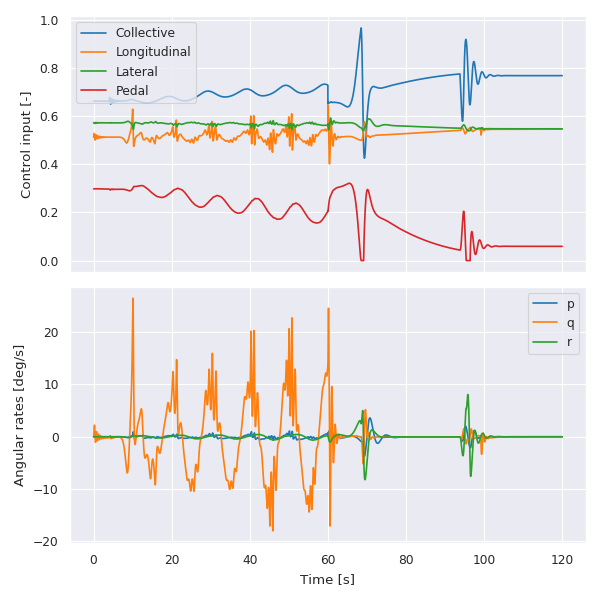 1.0
0.8
0.6
0.4
0.2
0.0
Control input [-]
Collective
Longitudinal
Lateral
Pedal
20
10
0
−10
−20
Angular rates [deg/s]
p
q
r
0 20 40 60 80 100 120
Time [s]